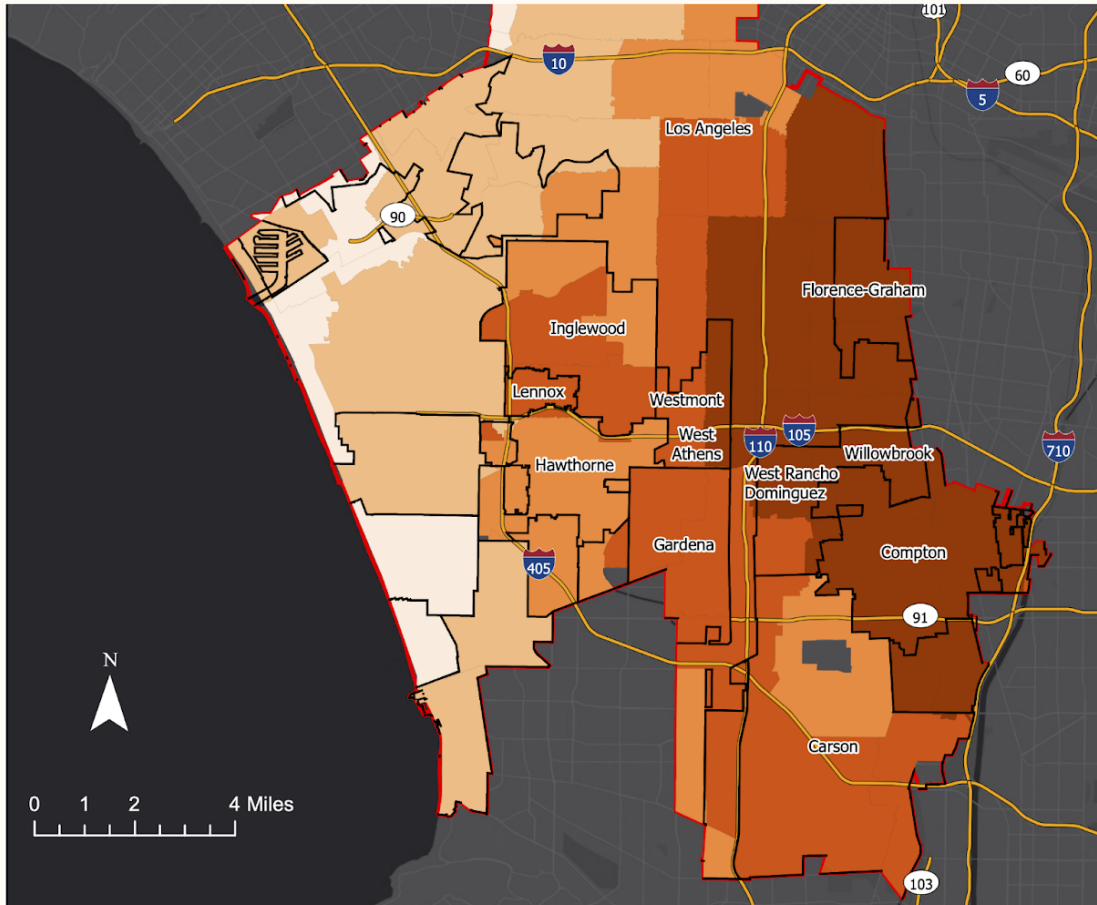 101
10
60
5
Los Angeles
90
Florence-Graham
Inglewood
Lennox
Westmont
West
Athens
110
105
Willowbrook
710
Hawthorne
West Rancho
Dominguez
Gardena
Compton
405
91
N
Carson
0 1 2 4 Miles
103